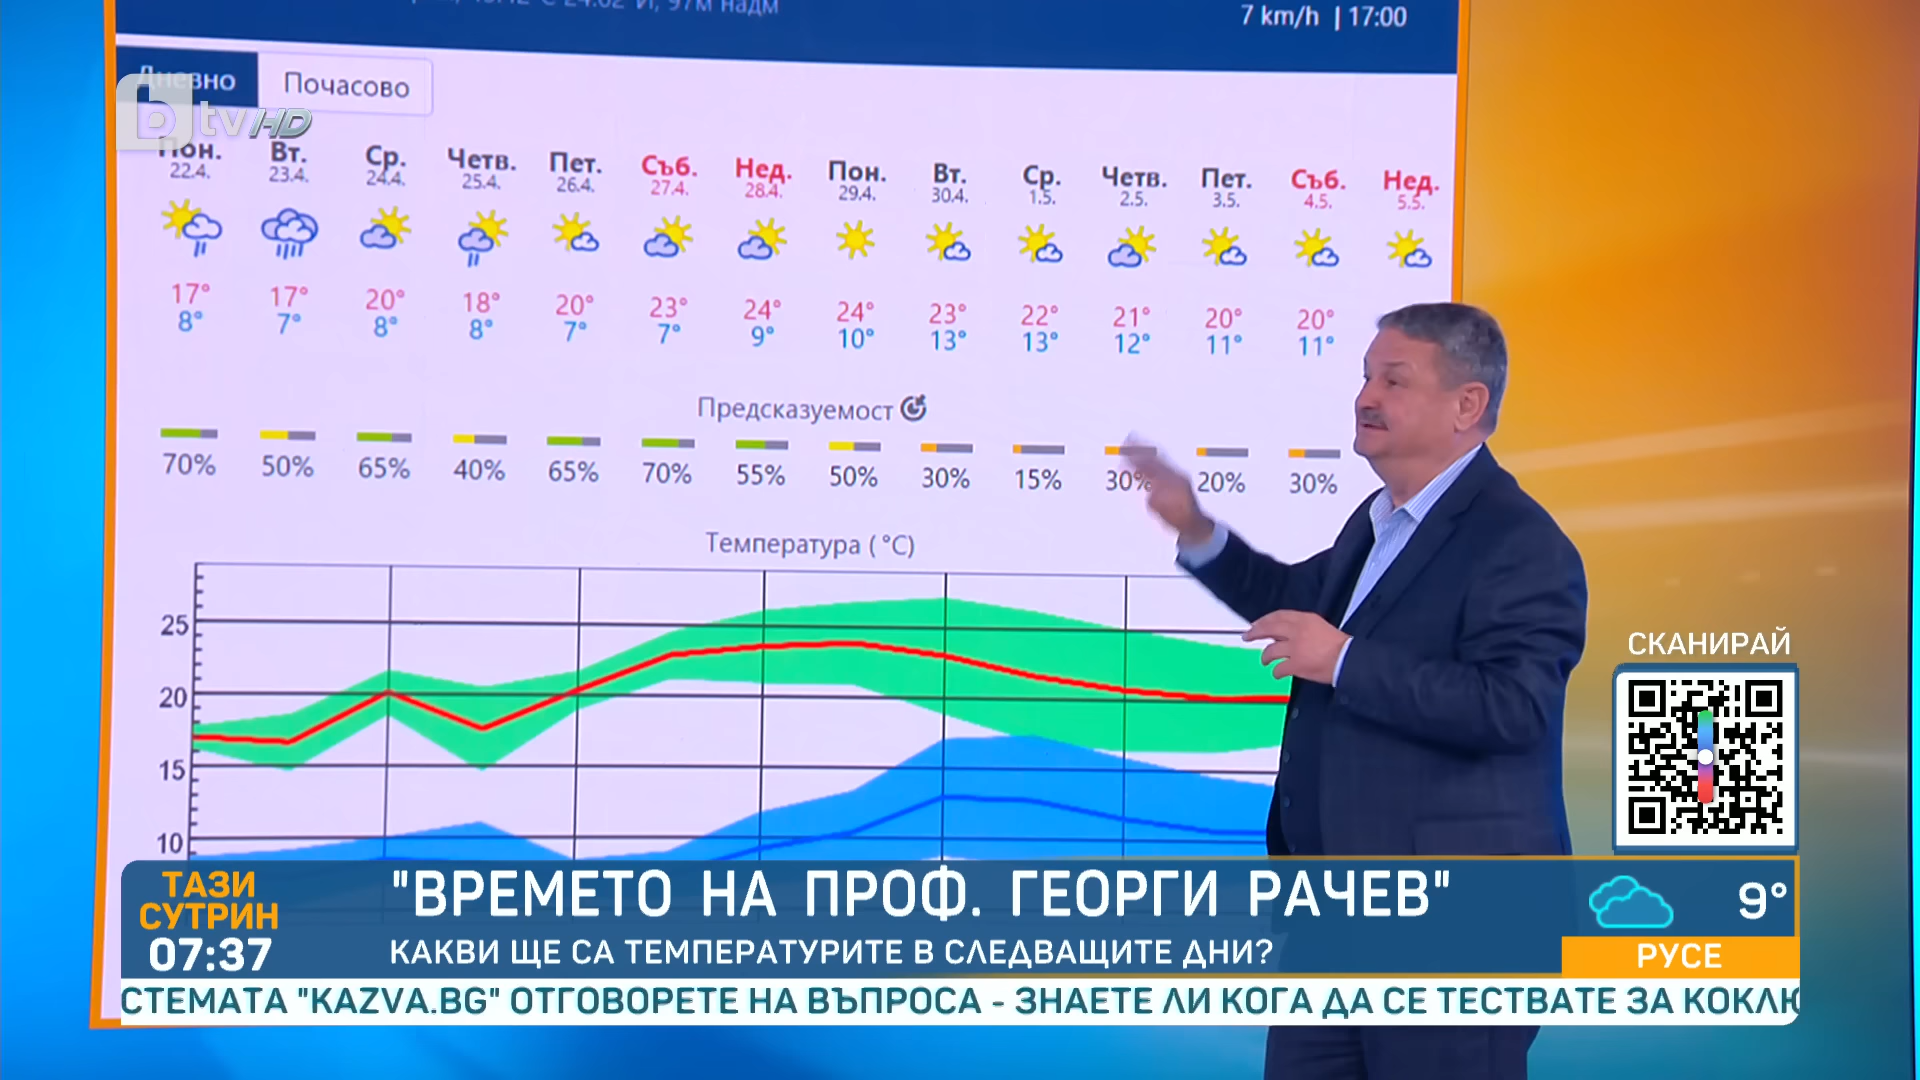 7 km/h | 17:00
Дневно
Почасово
btv HD
Пон. Вт. Ср. Четв. Пет. Съб. Нед. Пон. Вт. Ср. Четв. Пет. Съб. Нед.
22.4. 23.4. 24.4. 25.4. 26.4. 27.4. 28.4. 29.4. 30.4. 1.5. 2.5. 3.5. 4.5. 5.5.
17° 17° 20° 18° 20° 23° 24° 24° 23° 22° 21° 20° 20°
8° 7° 8° 8° 7° 7° 9° 10° 13° 13° 12° 11° 11°
Предсказуемост
70% 50% 65% 40% 65% 70% 55% 50% 30% 15% 30% 20% 30%
Температура ( °C)
25
20
15
10
СКАНИРАЙ
ТАЗИ
СУТРИН
07:37
"ВРЕМЕТО НА ПРОФ. ГЕОРГИ РАЧЕВ"
КАКВИ ЩЕ СА ТЕМПЕРАТУРИТЕ В СЛЕДВАЩИТЕ ДНИ?
9°
РУСЕ
СТЕМАТА "KAZVA.BG" ОТГОВОРЕТЕ НА ВЪПРОСА - ЗНАЕТЕ ЛИ КОГА ДА СЕ ТЕСТВАТЕ ЗА КОКЛЮ